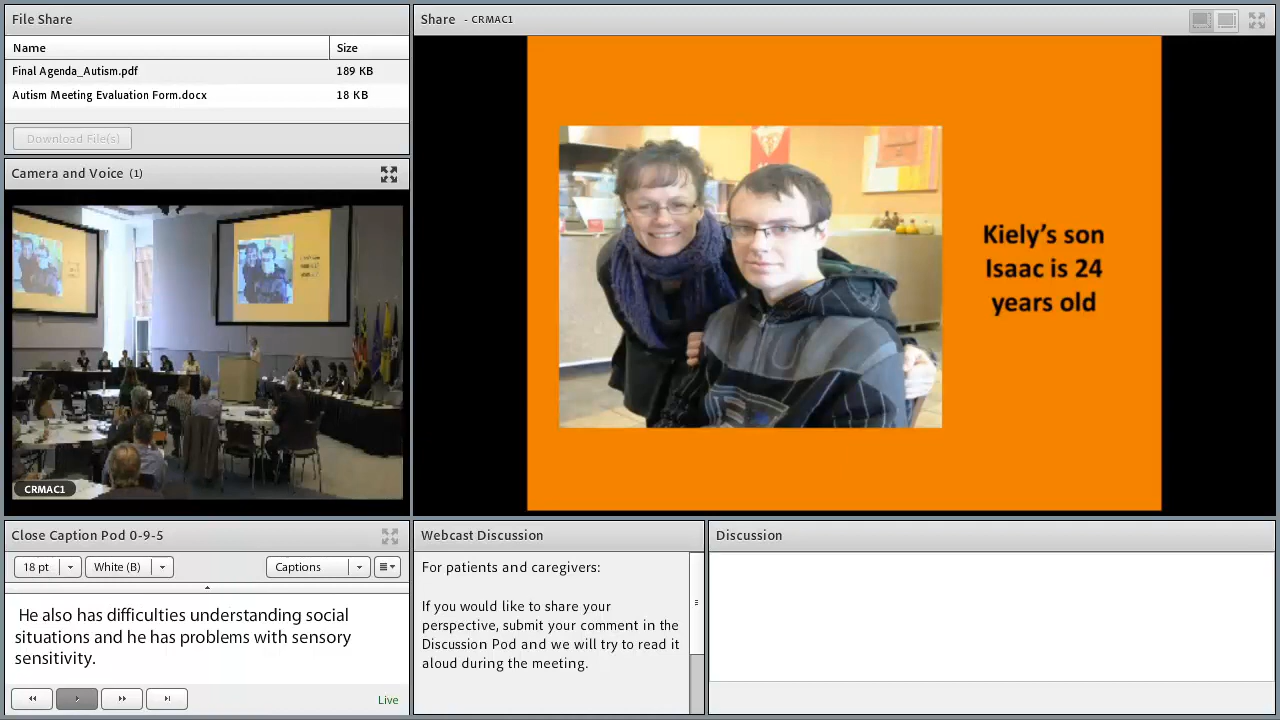 File Share
Name Size
Final Agenda_Autism.pdf 189 KB
Autism Meeting Evaluation Form.docx 18 KB
Download File(s)
Camera and Voice (1)
CRMAC1
Share - CRMAC1
Kiely's son
Isaac is 24
years old
Close Caption Pod 0-9-5
18 pt White (B) Captions
He also has difficulties understanding social
situations and he has problems with sensory
sensitivity.
Live
Webcast Discussion
For patients and caregivers:
If you would like to share your
perspective, submit your comment in the
Discussion Pod and we will try to read it
aloud during the meeting.
Discussion